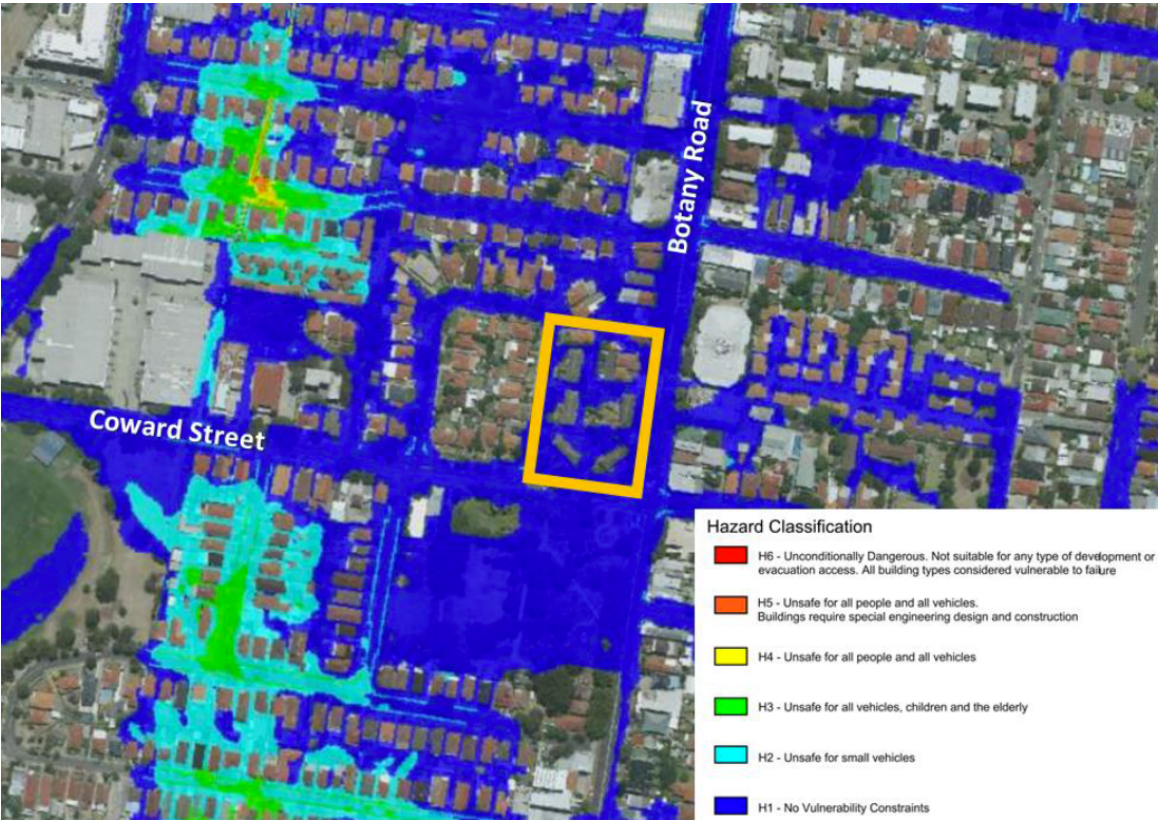 Botany Road
Coward Street
Hazard Classification
H6 - Unconditionally Dangerous. Not suitable for any type of development or
evacuation access. All building types considered vulnerable to failure
H5 - Unsafe for all people and all vehicles.
Buildings require special engineering design and construction
H4 - Unsafe for all people and all vehicles
H3 - Unsafe for all vehicles, children and the elderly
H2 - Unsafe for small vehicles
H1 - No Vulnerability Constraints